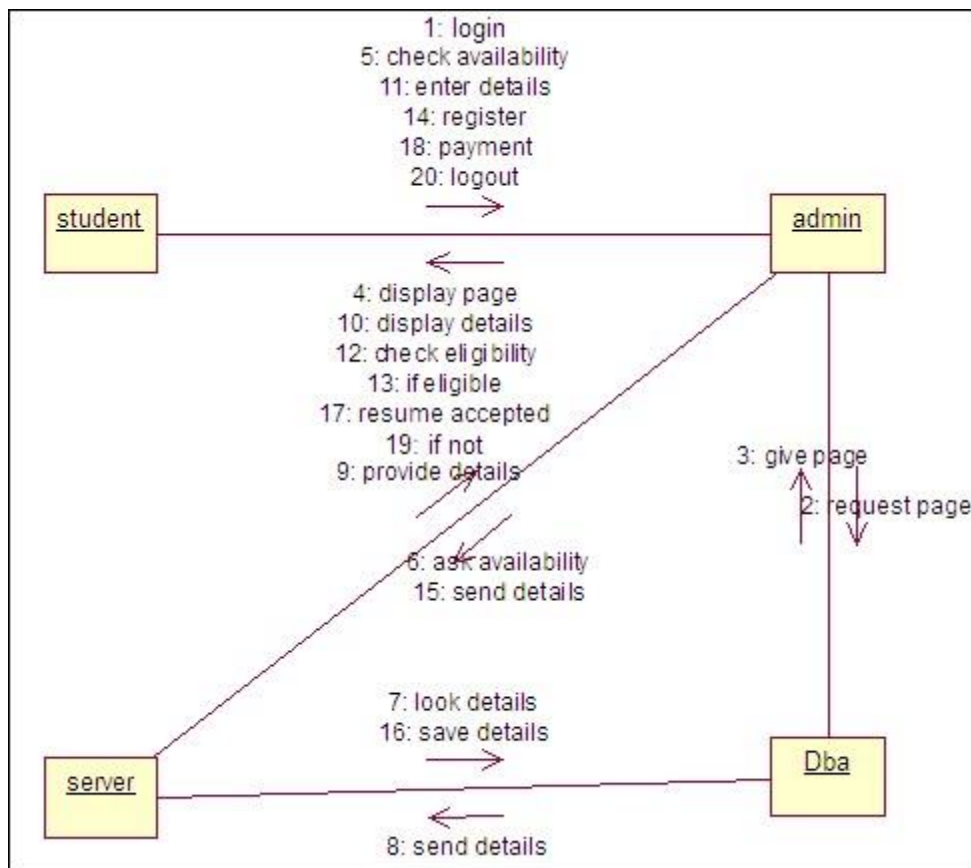 1: login
5: check availability
11: enter details
14: register
18: payment
20: logout
student
admin
4: display page
10: display details
12: check eligibility
13: if eligible
17: resume accepted
19: if not
9: provide details
3: give page
2: request page
6: ask availability
15: send details
7: look details
16: save details
server
Dba
8: send details